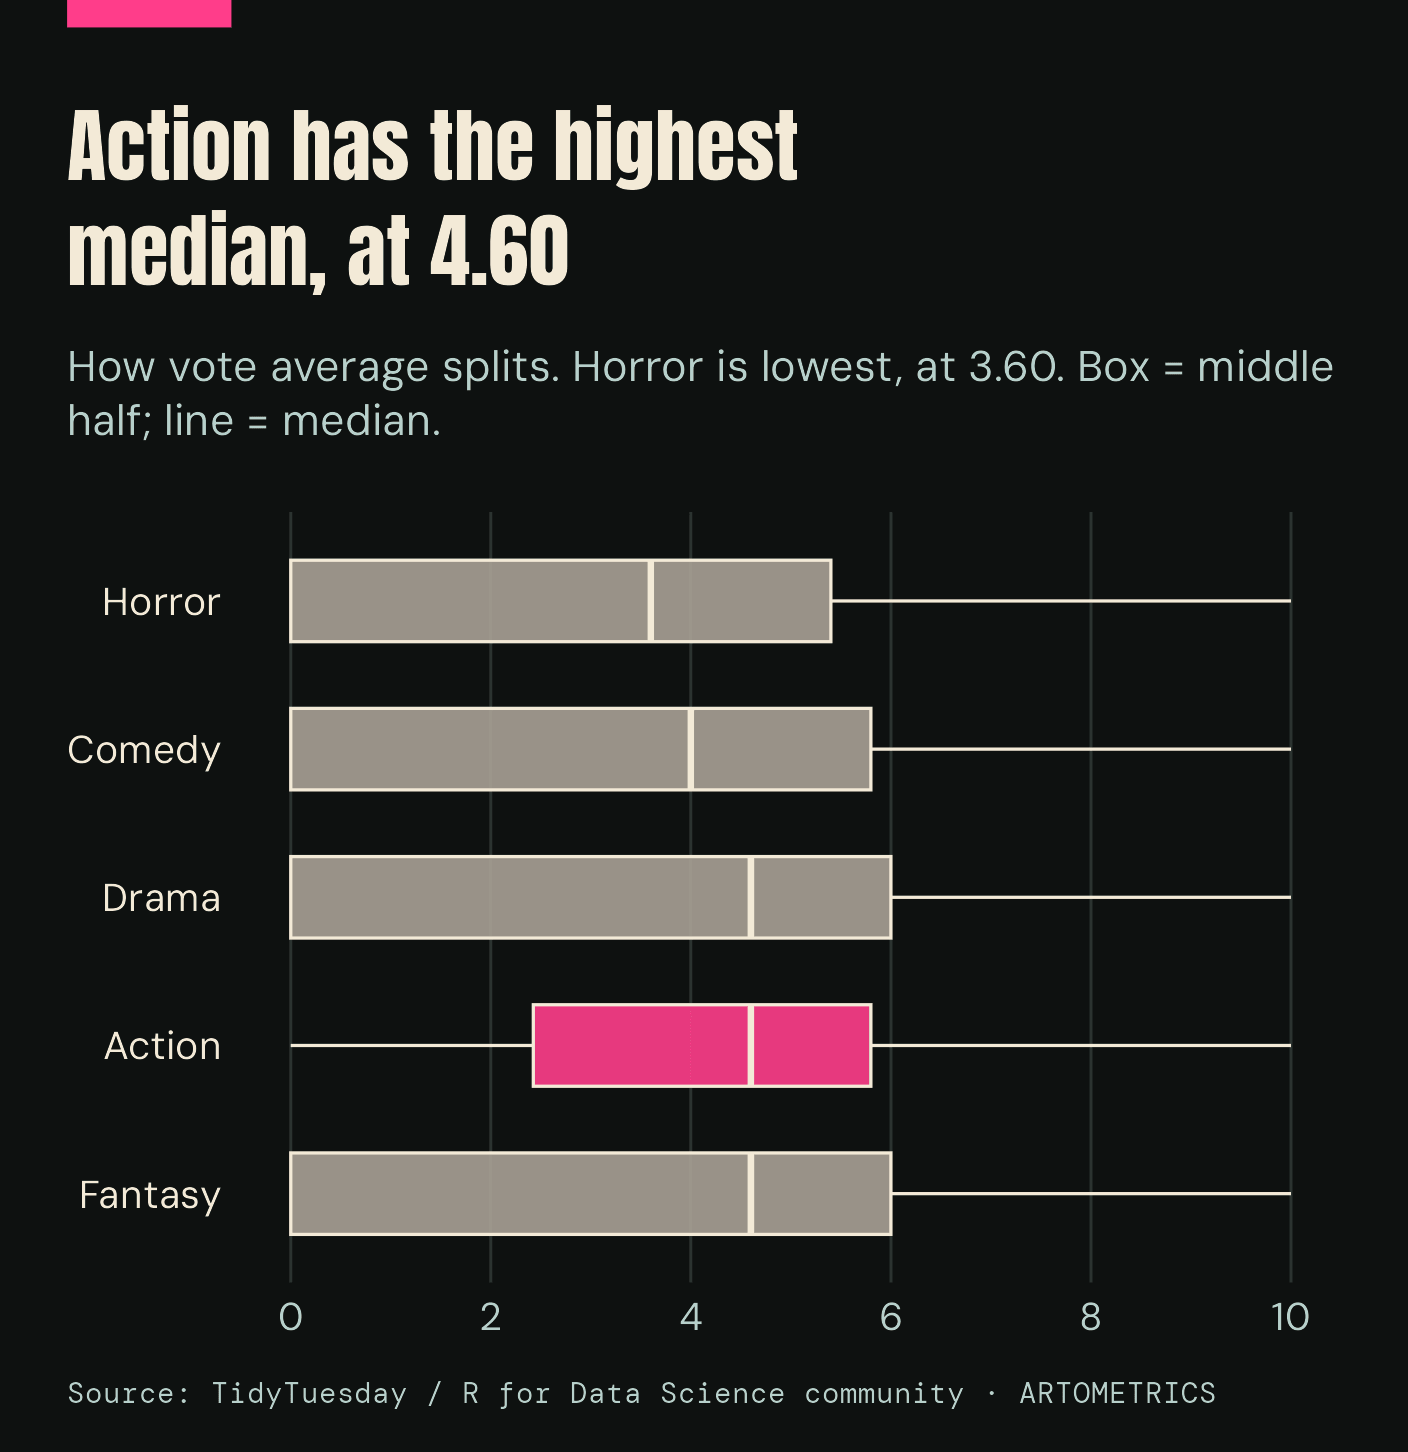 Action has the highest
median, at 4.60
How vote average splits. Horror is lowest, at 3.60. Box = middle
half; line = median.
Horror
Comedy
Drama
Action
Fantasy
0 2 4 6 8 10
Source: TidyTuesday / R for Data Science community · ARTOMETRICS